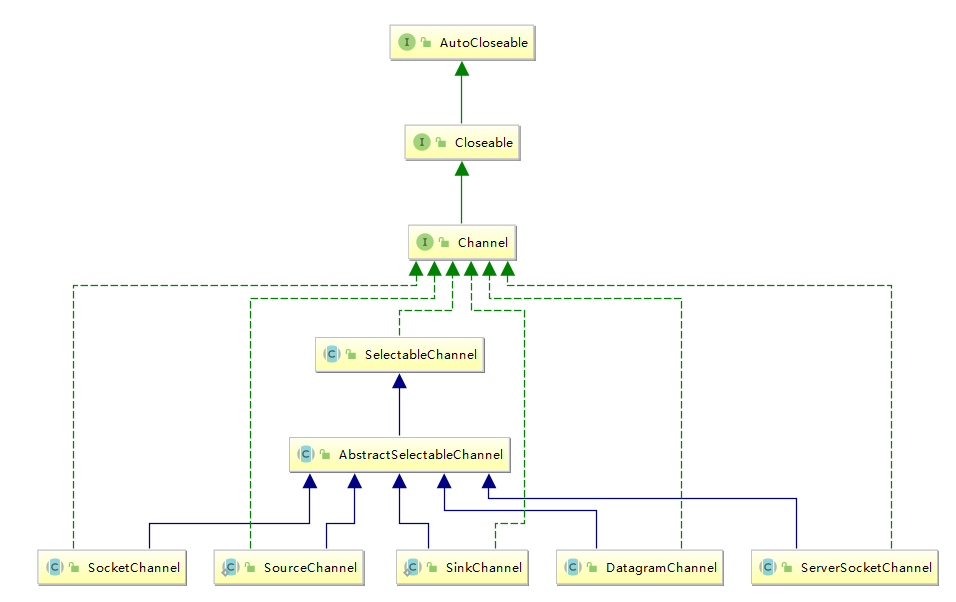 AutoCloseable
Closeable
Channel
SelectableChannel
AbstractSelectableChannel
SocketChannel
SourceChannel
SinkChannel
DatagramChannel
ServerSocketChannel